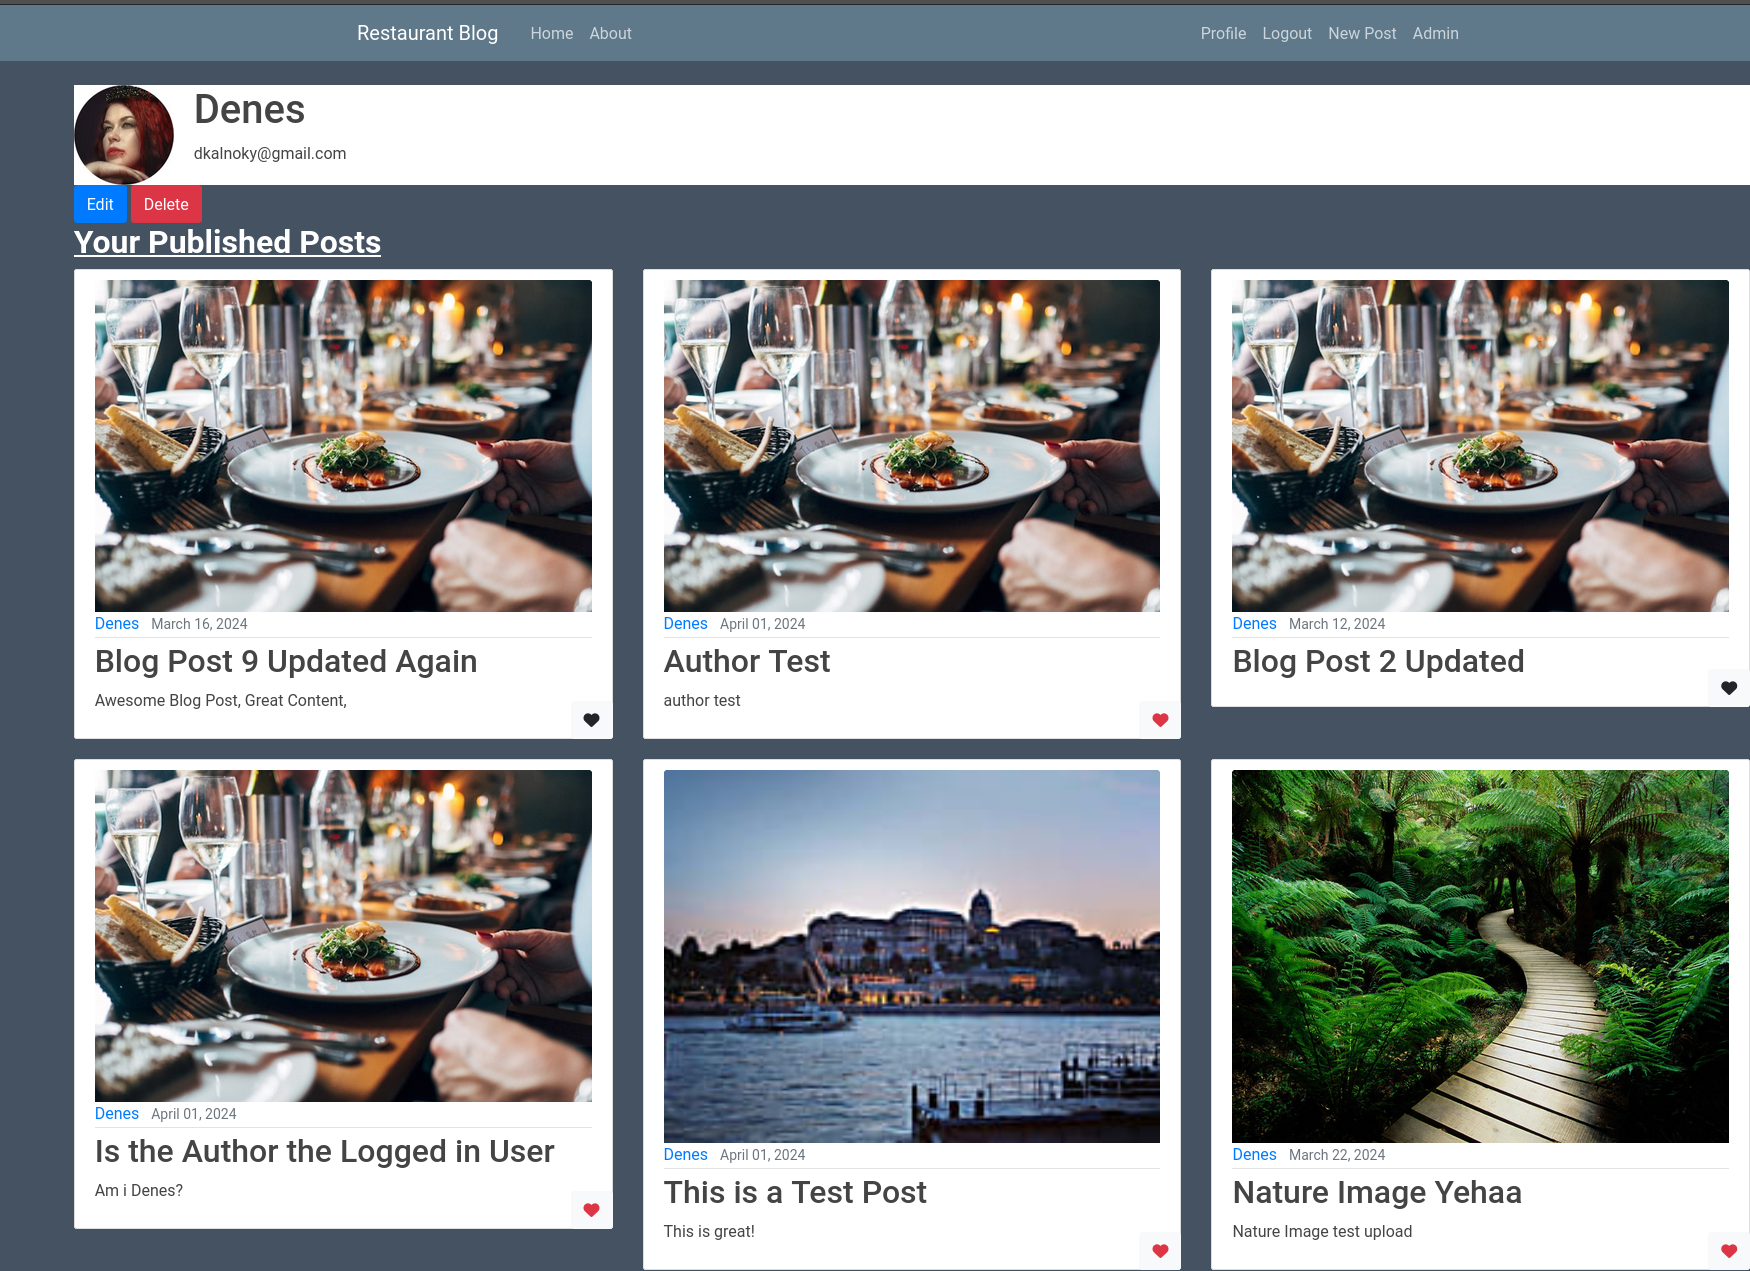 Restaurant Blog Home About Profile Logout New Post Admin
Denes
dkalnoky@gmail.com
Edit Delete
Your Published Posts
Denes March 16, 2024
Blog Post 9 Updated Again
Awesome Blog Post, Great Content,
Denes April 01, 2024
Author Test
author test
Denes March 12, 2024
Blog Post 2 Updated
Denes April 01, 2024
Is the Author the Logged in User
Am i Denes?
Denes April 01, 2024
This is a Test Post
This is great!
Denes March 22, 2024
Nature Image Yehaa
Nature Image test upload